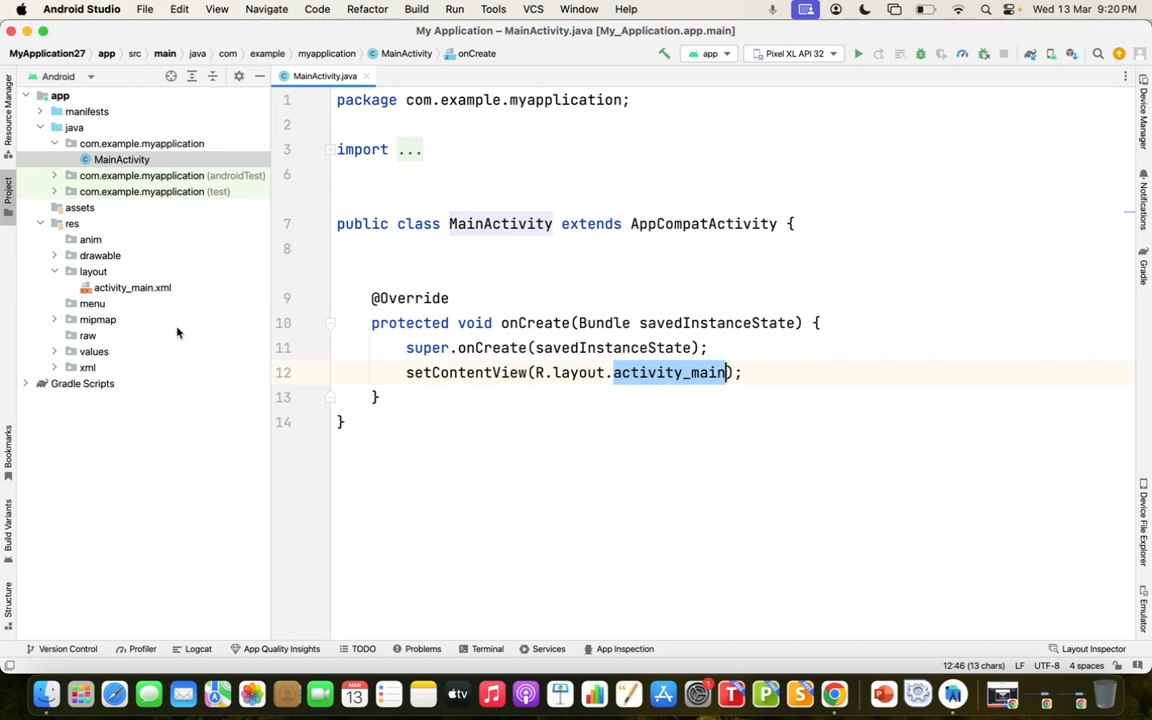 Android Studio File Edit View Navigate Code Refactor Build Run Tools VCS Window Help Wed 13 Mar 9:20 PM
My Application – MainActivity.java [My_Application.app.main]
MyApplication27 app src main java com example myapplication MainActivity onCreate app Pixel XL API 32
Android MainActivity.java
Resource Manager
Project
Bookmarks
Build Variants
Structure
app
manifests
java
com.example.myapplication
MainActivity
com.example.myapplication (androidTest)
com.example.myapplication (test)
assets
res
anim
drawable
layout
activity_main.xml
menu
mipmap
raw
values
xml
Gradle Scripts
1 package com.example.myapplication;
2
3 import ...
6
7 public class MainActivity extends AppCompatActivity {
8
9 @Override
10 protected void onCreate(Bundle savedInstanceState) {
11 super.onCreate(savedInstanceState);
12 setContentView(R.layout.activity_main);
13 }
14 }
Device Manager
Notifications
Gradle
Device File Explorer
Emulator
Version Control Profiler Logcat App Quality Insights TODO Problems Terminal Services App Inspection Layout Inspector
12:46 (13 chars) LF UTF-8 4 spaces
MAR
13
tv
1
T P S